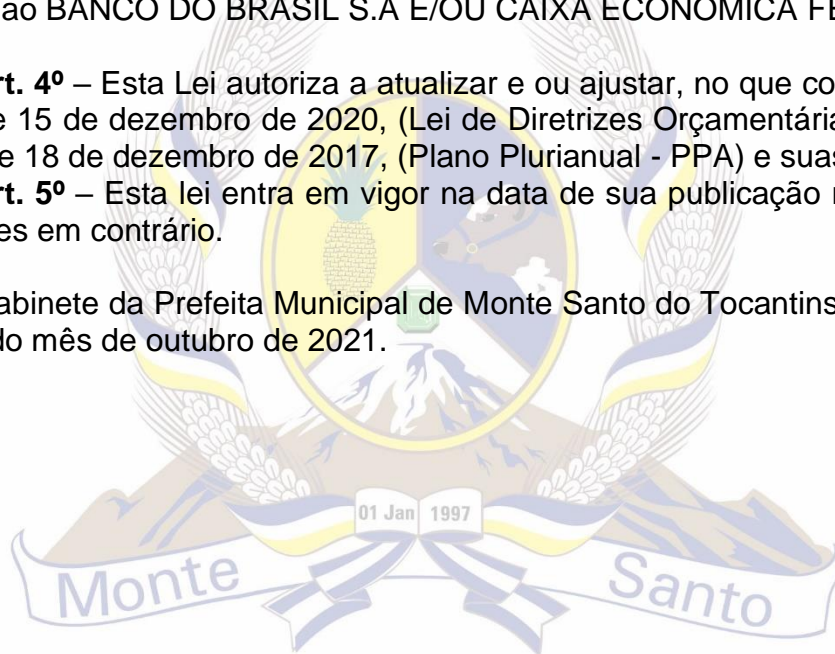 ao BANCO DO BRASIL S.A E/OU CAIXA ECONÔMICA FE
rt. 4º – Esta Lei autoriza a atualizar e ou ajustar, no que co
e 15 de dezembro de 2020, (Lei de Diretrizes Orçamentária
e 18 de dezembro de 2017, (Plano Plurianual - PPA) e suas
rt. 5º – Esta lei entra em vigor na data de sua publicação r
es em contrário.
abinete da Prefeita Municipal de Monte Santo do Tocantins
do mês de outubro de 2021.
01 Jan 1997
Monte Santo